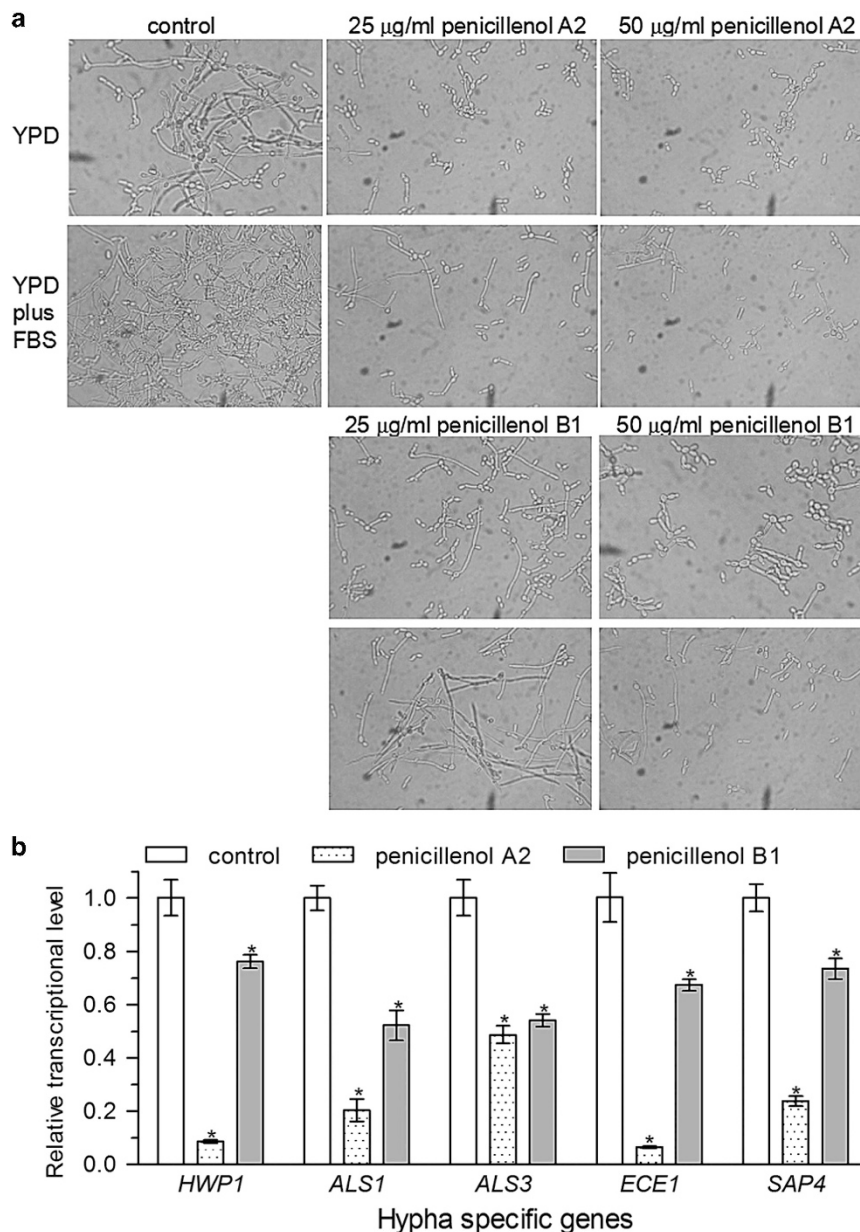 a
control 25 μg/ml penicillenol A2 50 μg/ml penicillenol A2
YPD
YPD
plus
FBS
25 μg/ml penicillenol B1 50 μg/ml penicillenol B1
b
control penicillenol A2 penicillenol B1
Relative transcriptional level
1.0
0.8
0.6
0.4
0.2
0.0
* * * * * * * * * *
HWP1 ALS1 ALS3 ECE1 SAP4
Hypha specific genes